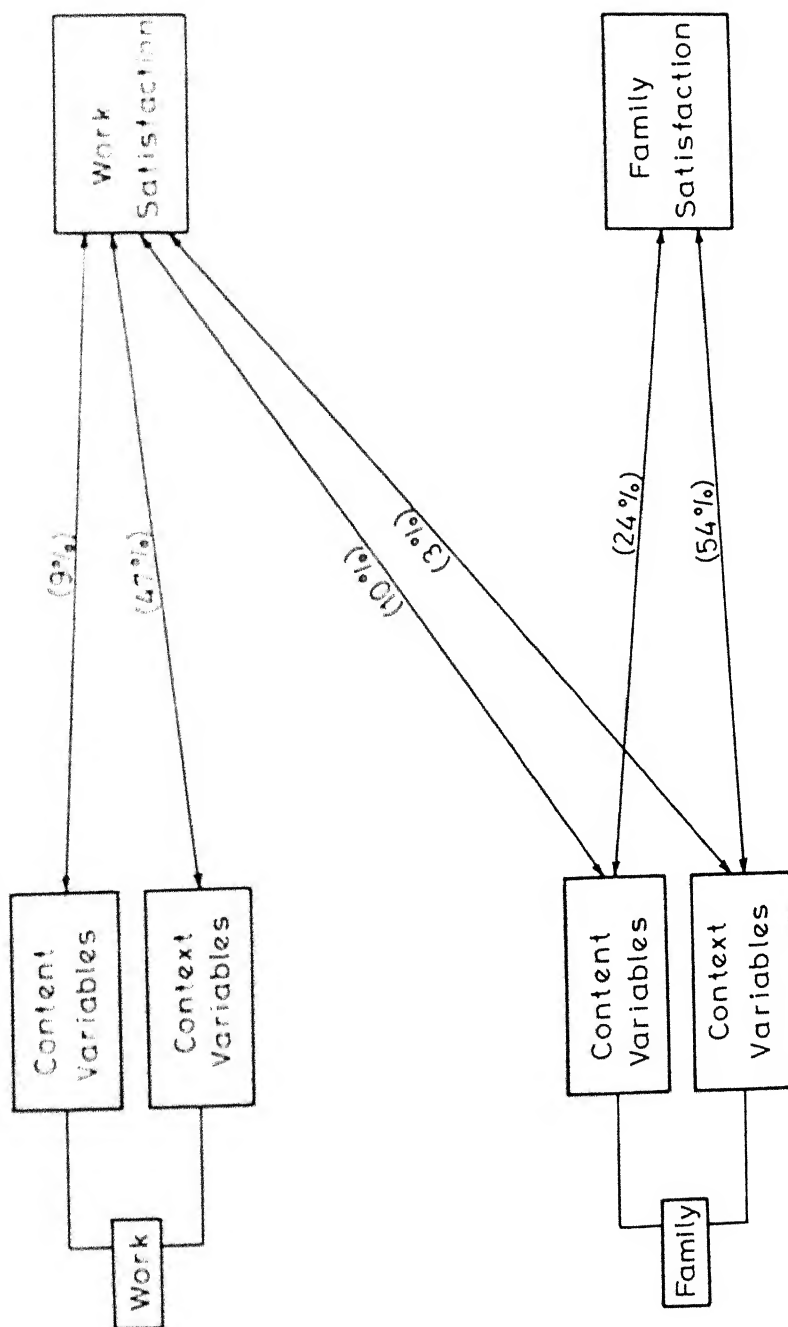 Work
Content
Variables
Context
Variables
(9%)
(47%)
Work
Satisfaction
(10%)
(3%)
Family
Content
Variables
Context
Variables
(24%)
(54%)
Family
Satisfaction